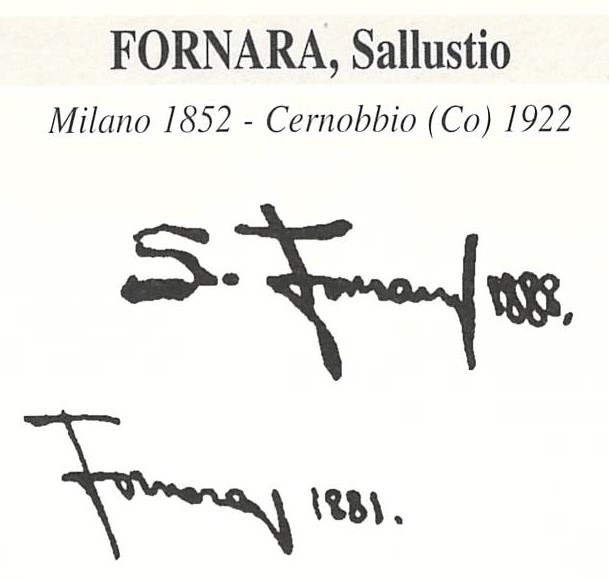 FORNARA, Sallustio
Milano 1852 - Cernobbio (Co) 1922
S. Fornara 1888.
Fornara 1881.